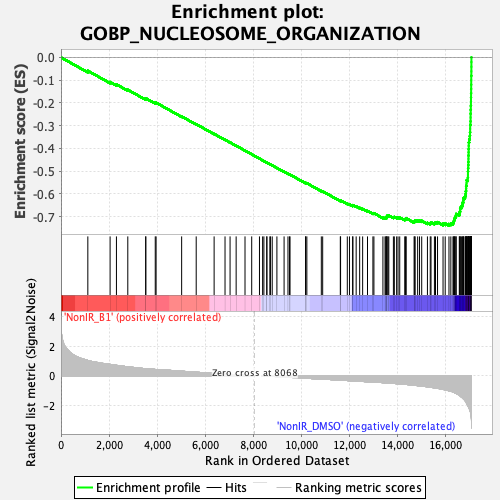 Enrichment plot:
GOBP_NUCLEOSOME_ORGANIZATION
Enrichment score (ES)
0.0
-0.1
-0.2
-0.3
-0.4
-0.5
-0.6
-0.7
Ranked list metric (Signal2Noise)
'NonIR_B1' (positively correlated)
4
2
0
-2
Zero cross at 8068
'NonIR_DMSO' (negatively correlated)
0
2,000
4,000
6,000
8,000
10,000
12,000
14,000
16,000
Rank in Ordered Dataset
Enrichment profile
Hits
Ranking metric scores